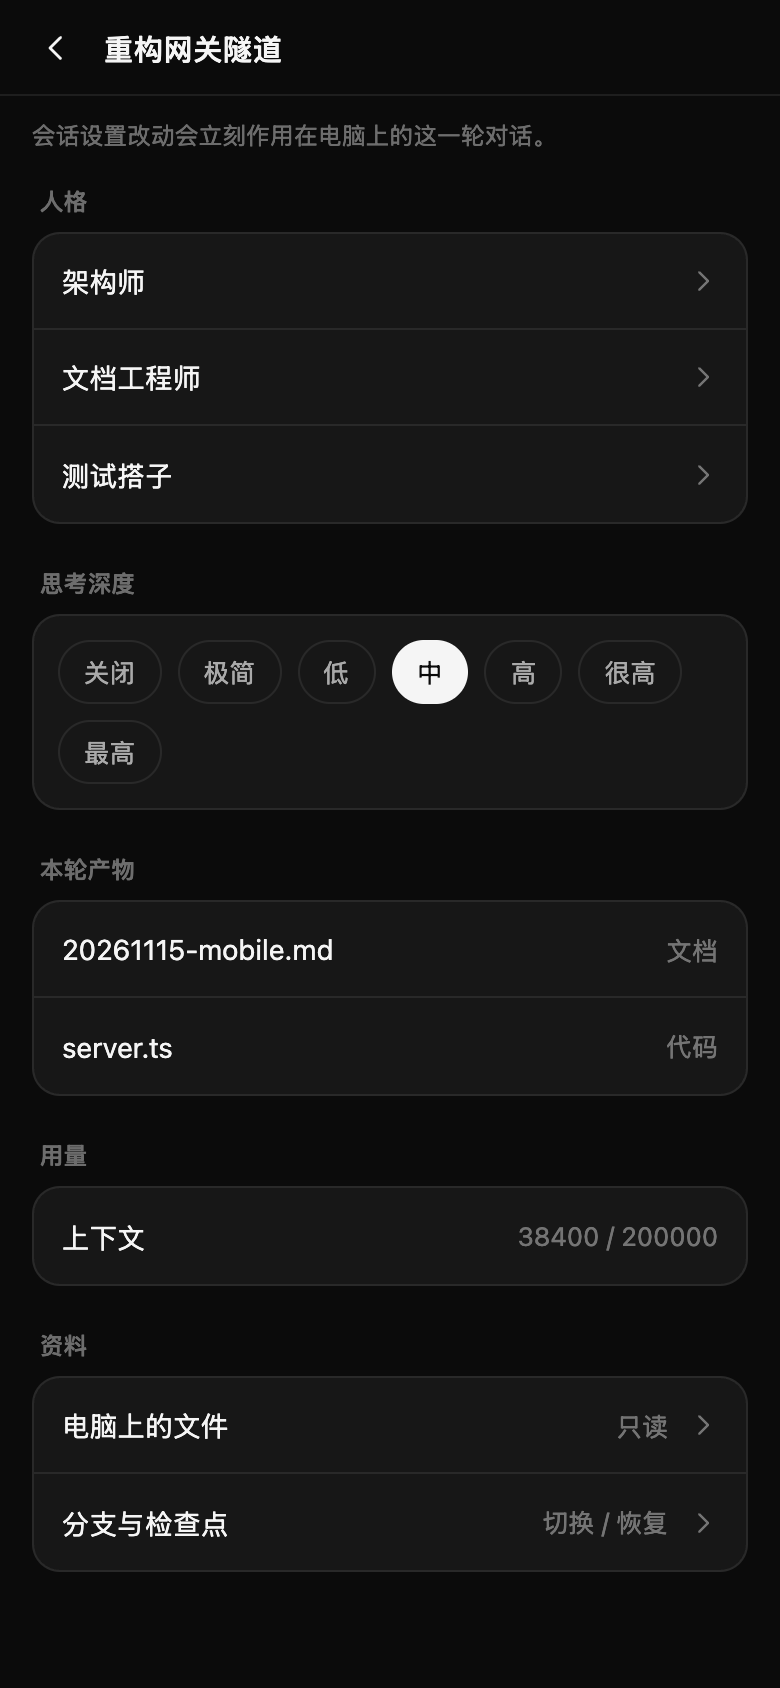 重构网关隧道
会话设置改动会立刻作用在电脑上的这一轮对话。
人格
架构师
文档工程师
测试搭子
思考深度
关闭 极简 低 中 高 很高
最高
本轮产物
20261115-mobile.md 文档
server.ts 代码
用量
上下文 38400 / 200000
资料
电脑上的文件 只读
分支与检查点 切换 / 恢复